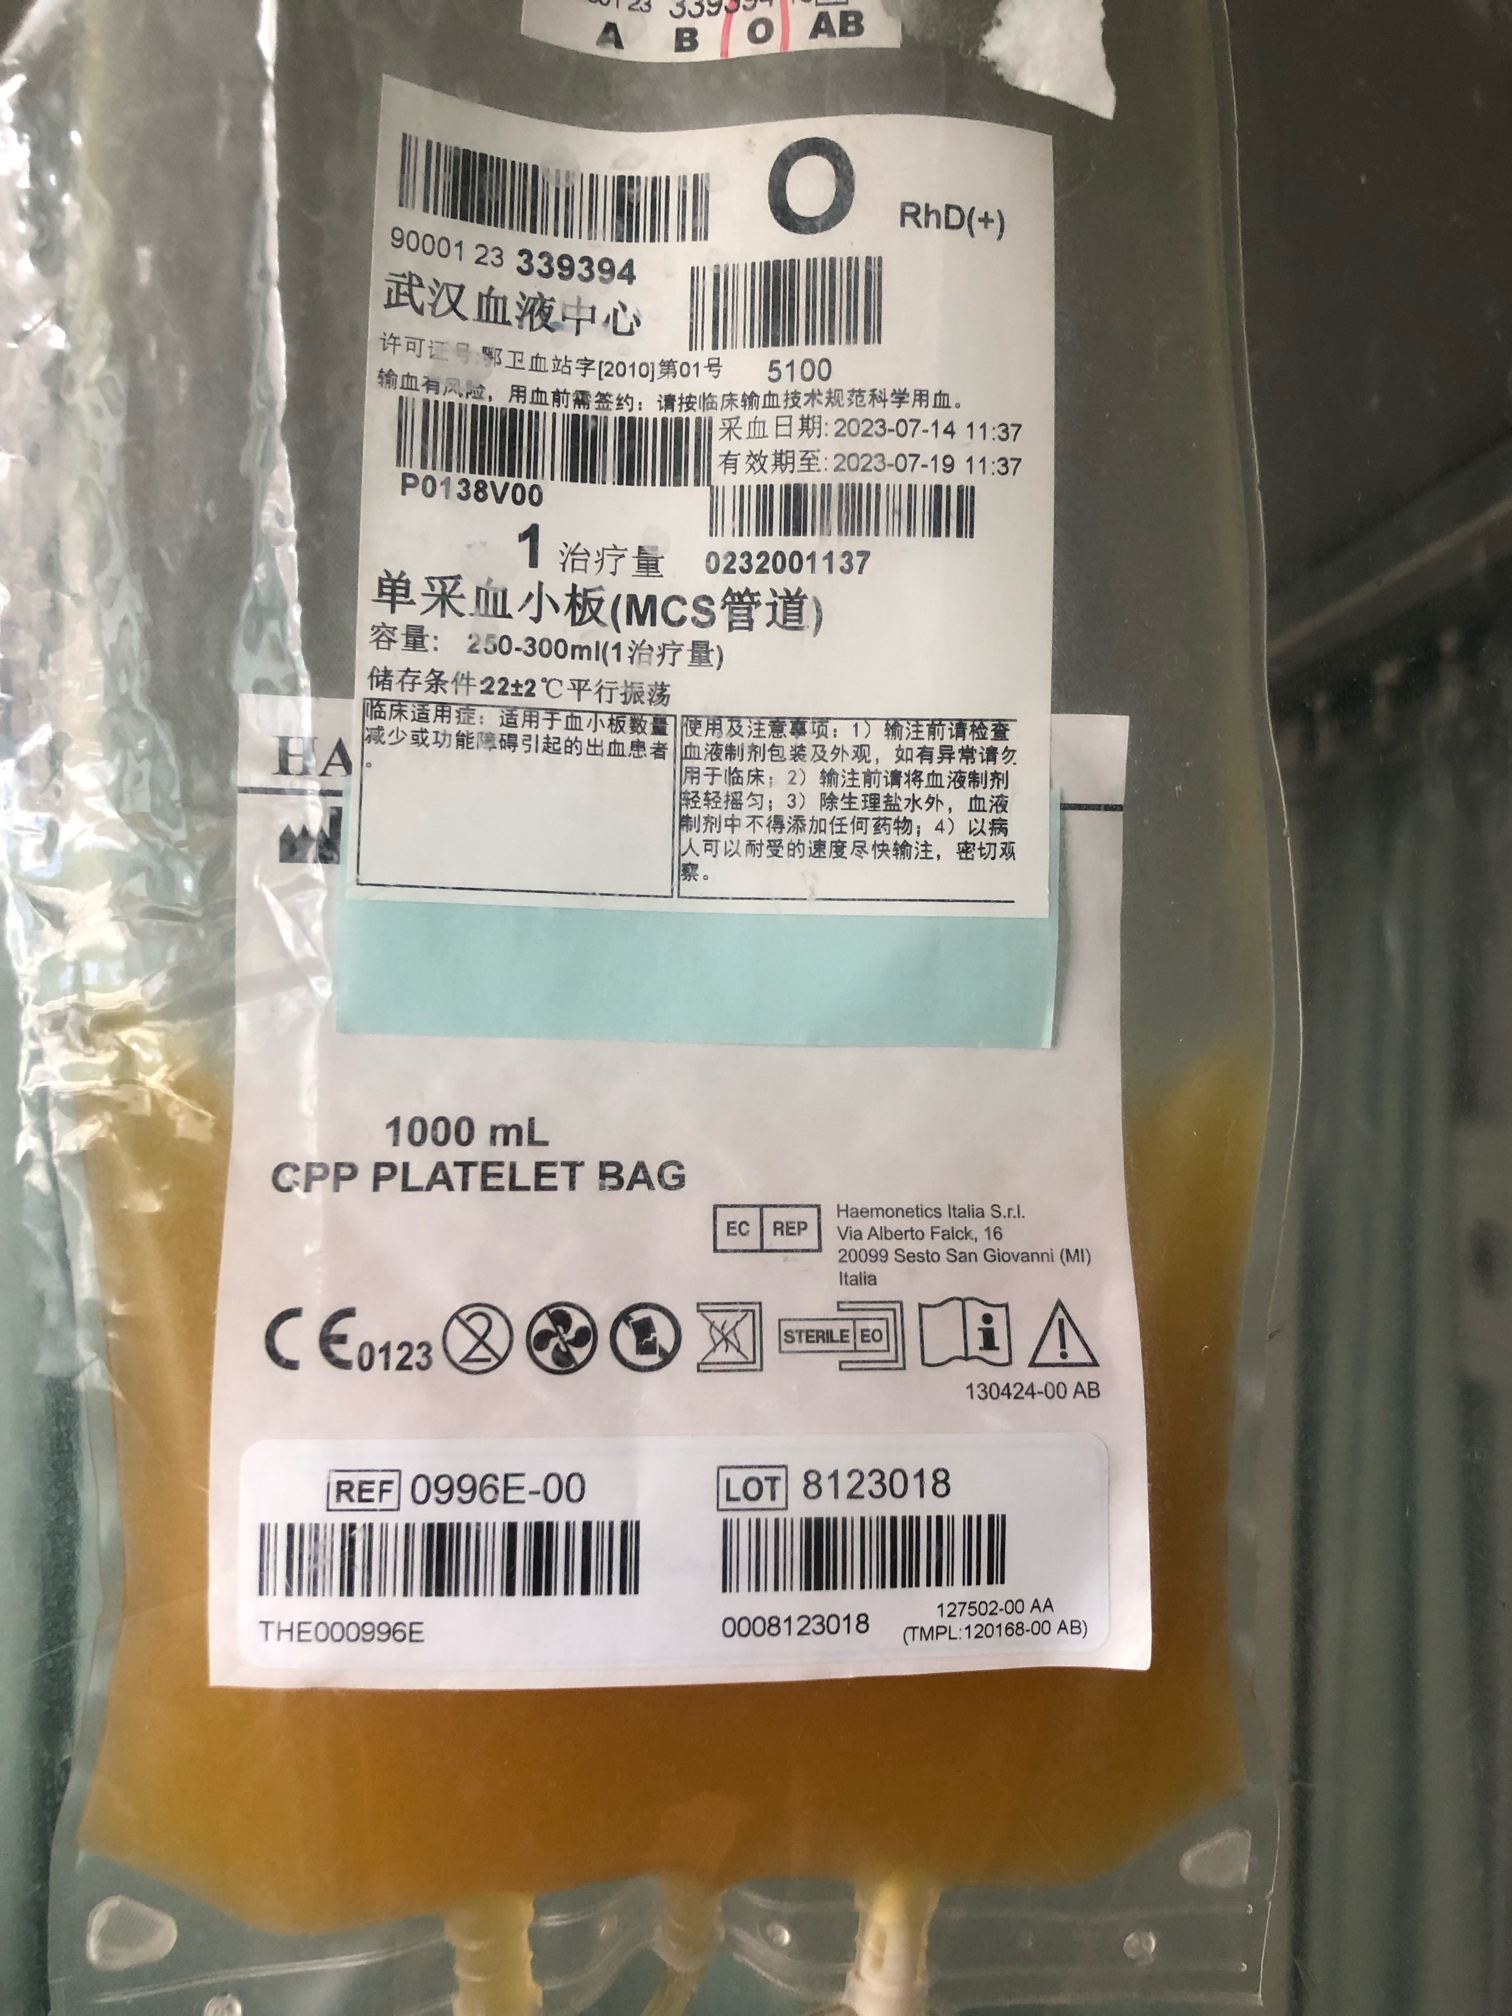 339394
A B O AB
O RhD(+)
90001 23 339394
武汉血液中心
许可证号:鄂卫血站字[2010]第01号 5100
输血有风险，用血前需签约；请按临床输血技术规范科学用血。
采血日期: 2023-07-14 11:37
有效期至: 2023-07-19 11:37
P0138V00
1 治疗量 0232001137
单采血小板(MCS管道)
容量: 250-300ml(1治疗量)
储存条件22±2℃平行振荡
临床适用症：适用于血小板数量
减少或功能障碍引起的出血患者
。
使用及注意事项：1）输注前请检查
血液制剂包装及外观，如有异常请勿
用于临床；2）输注前请将血液制剂
轻轻摇匀；3）除生理盐水外，血液
制剂中不得添加任何药物；4）以病
人可以耐受的速度尽快输注，密切观
察。
HA
1000 mL
CPP PLATELET BAG
EC REP
Haemonetics Italia S.r.l.
Via Alberto Falck, 16
20099 Sesto San Giovanni (MI)
Italia
CE 0123 2 STERILE EO i !
130424-00 AB
REF 0996E-00
LOT 8123018
THE000996E
0008123018
127502-00 AA
(TMPL:120168-00 AB)